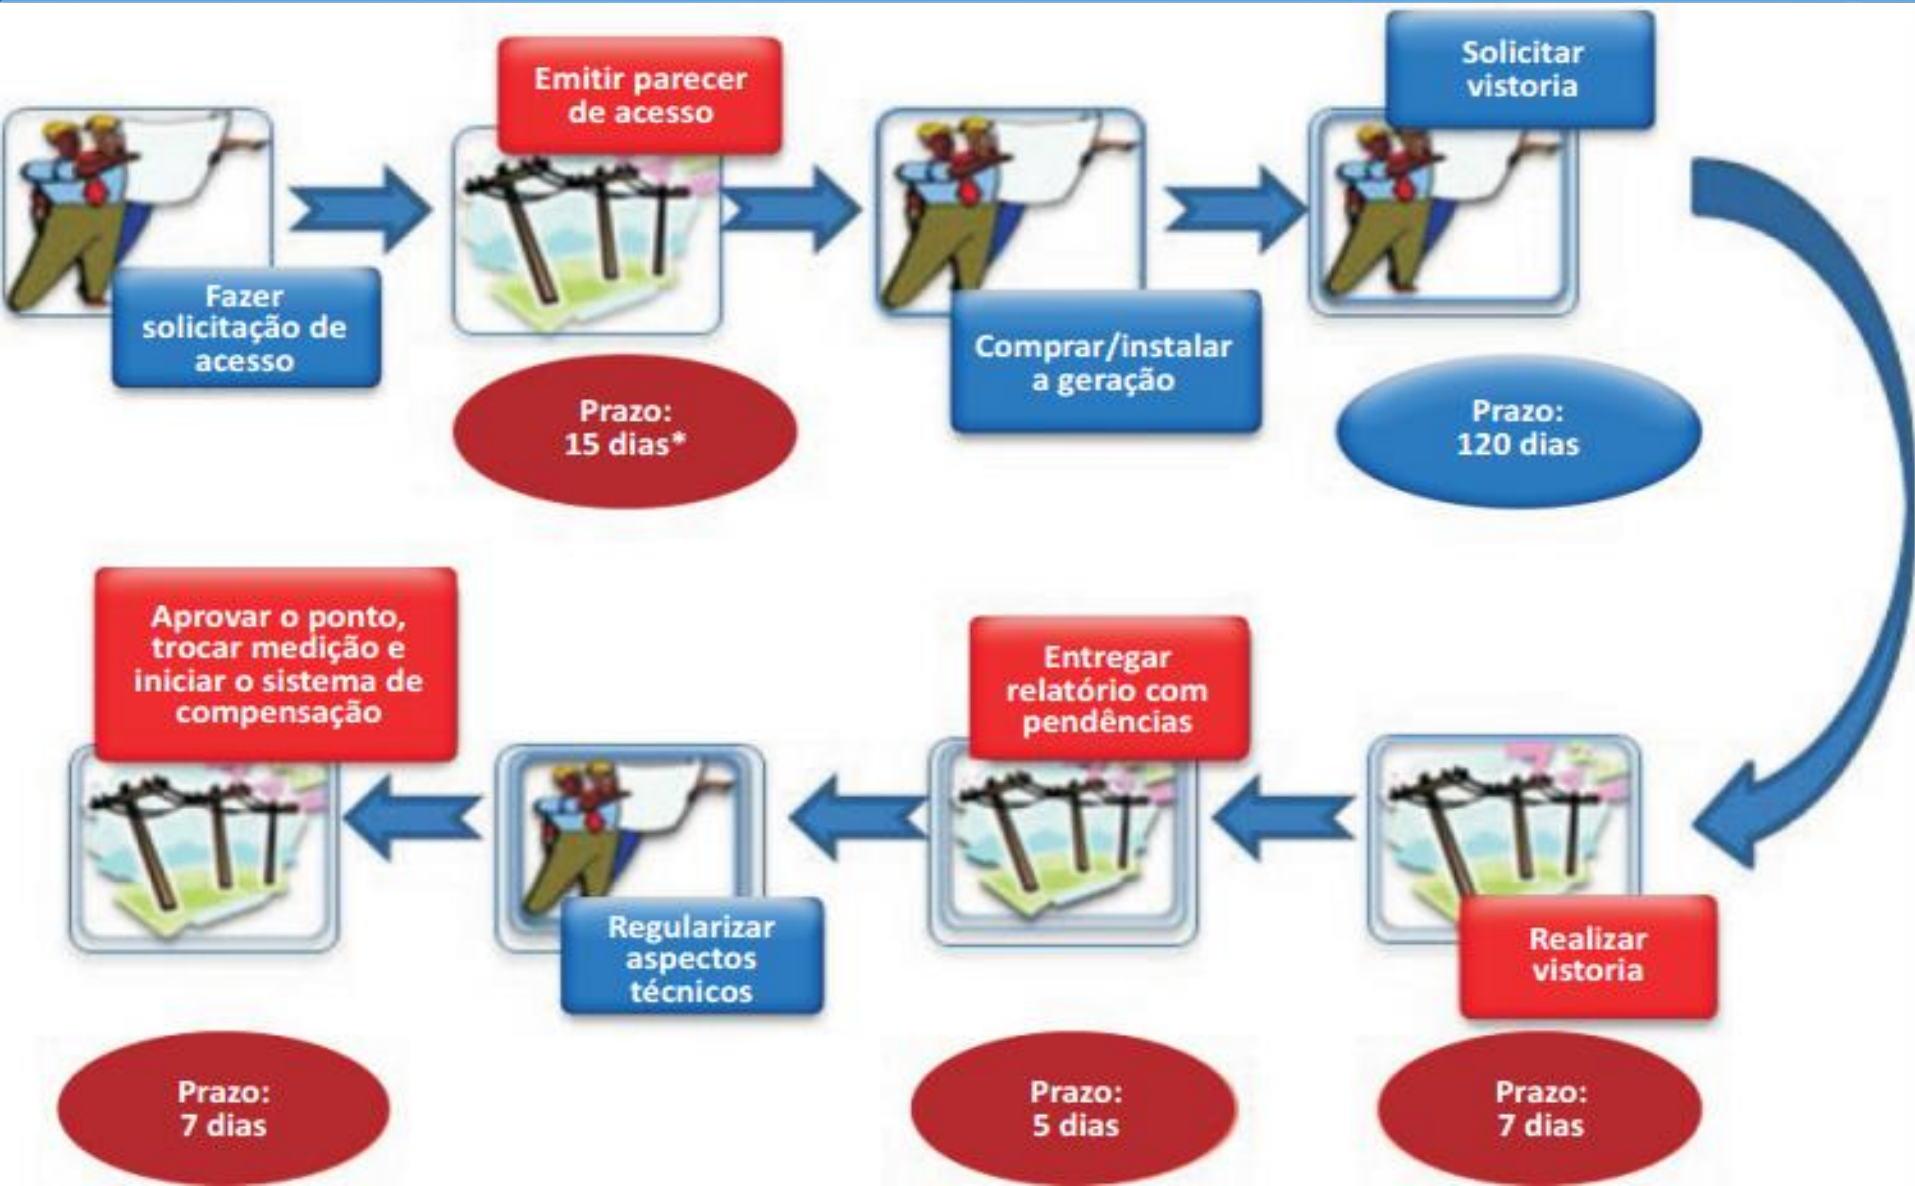 Fazer
solicitação de
acesso
Emitir parecer
de acesso
Prazo:
15 dias*
Comprar/instalar
a geração
Solicitar
vistoria
Prazo:
120 dias
Realizar
vistoria
Prazo:
7 dias
Entregar
relatório com
pendências
Prazo:
5 dias
Regularizar
aspectos
técnicos
Aprovar o ponto,
trocar medição e
iniciar o sistema de
compensação
Prazo:
7 dias